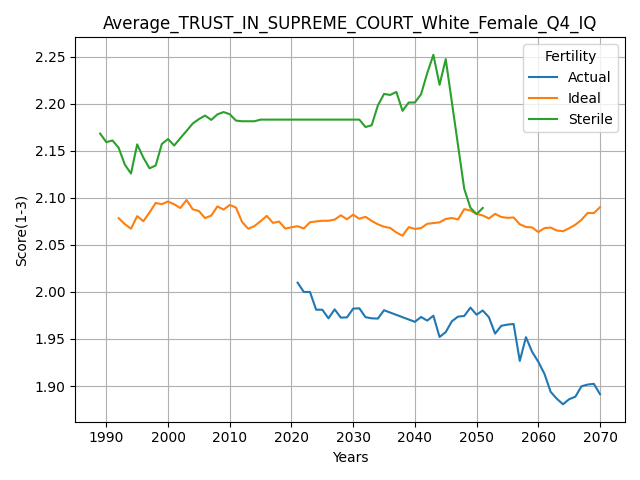 Average_TRUST_IN_SUPREME_COURT_White_Female_Q4_IQ
Fertility
Actual
Ideal
Sterile
Score(1-3)
2.25
2.20
2.15
2.10
2.05
2.00
1.95
1.90
1990 2000 2010 2020 2030 2040 2050 2060 2070
Years